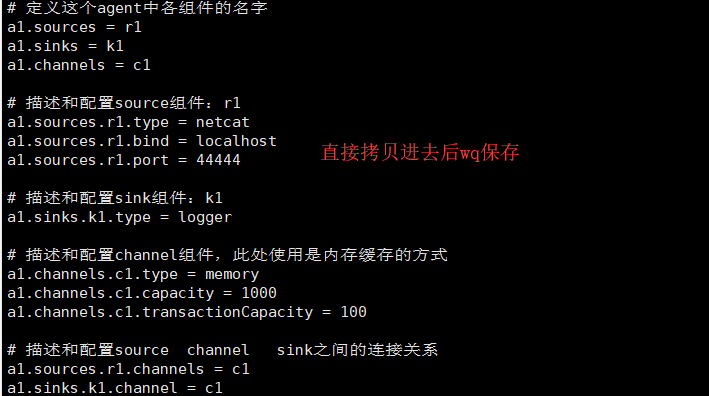 # 定义这个agent中各组件的名字
a1.sources = r1
a1.sinks = k1
a1.channels = c1
# 描述和配置source组件：r1
a1.sources.r1.type = netcat
a1.sources.r1.bind = localhost
a1.sources.r1.port = 44444
直接拷贝进去后wq保存
# 描述和配置sink组件：k1
a1.sinks.k1.type = logger
# 描述和配置channel组件，此处使用是内存缓存的方式
a1.channels.c1.type = memory
a1.channels.c1.capacity = 1000
a1.channels.c1.transactionCapacity = 100
# 描述和配置source  channel   sink之间的连接关系
a1.sources.r1.channels = c1
a1.sinks.k1.channel = c1